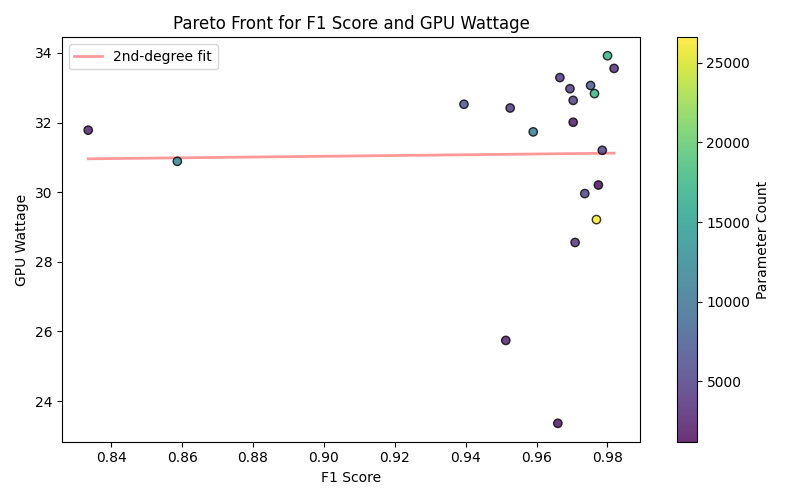 Pareto Front for F1 Score and GPU Wattage
2nd-degree fit
34
32
30
28
26
24
GPU Wattage
0.84 0.86 0.88 0.90 0.92 0.94 0.96 0.98
F1 Score
25000
20000
15000
10000
5000
Parameter Count